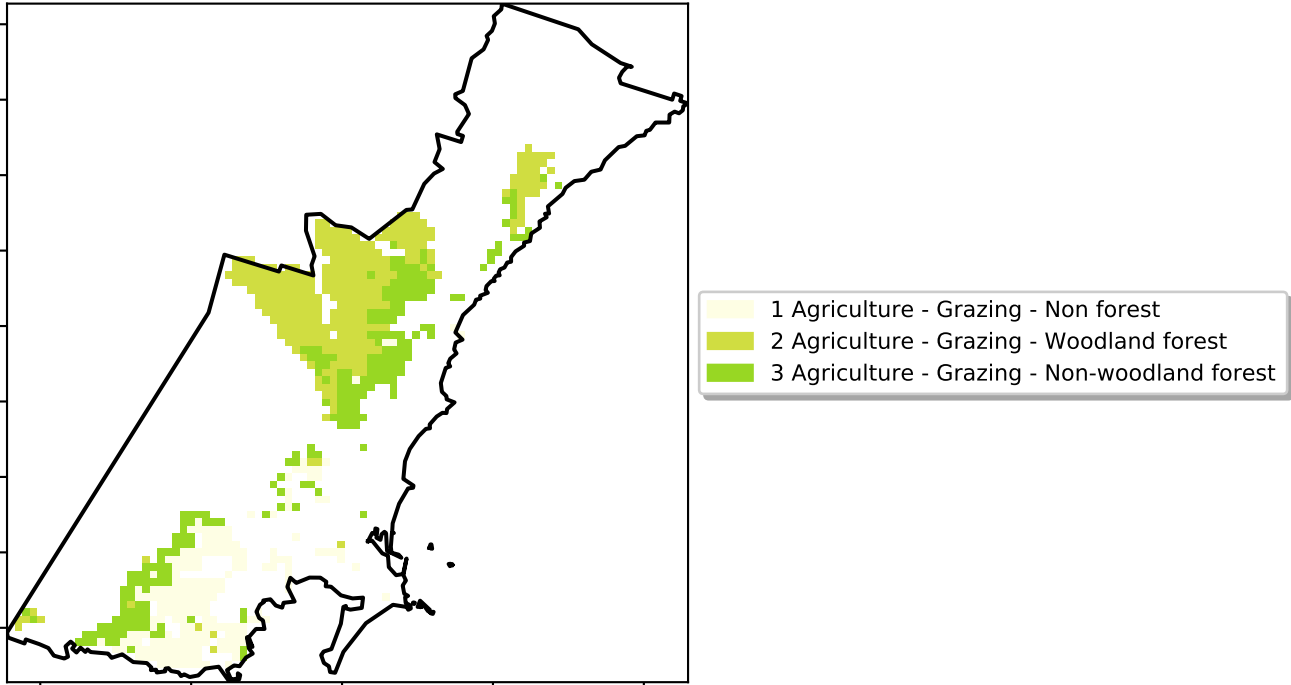 1 Agriculture - Grazing - Non forest
2 Agriculture - Grazing - Woodland forest
3 Agriculture - Grazing - Non-woodland forest